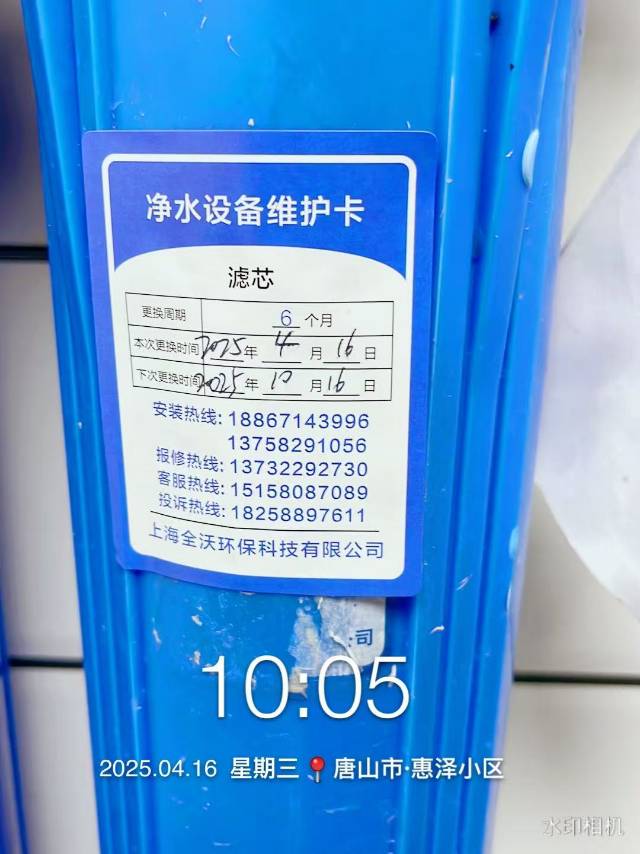 净水设备维护卡
滤芯
更换周期 6 个月
本次更换时间 2025 年 4 月 16 日
下次更换时间 2025 年 10 月 16 日
安装热线: 18867143996
13758291056
报修热线: 13732292730
客服热线: 15158087089
投诉热线: 18258897611
上海全沃环保科技有限公司
司
10:05
2025.04.16 星期三 唐山市·惠泽小区
水印相机